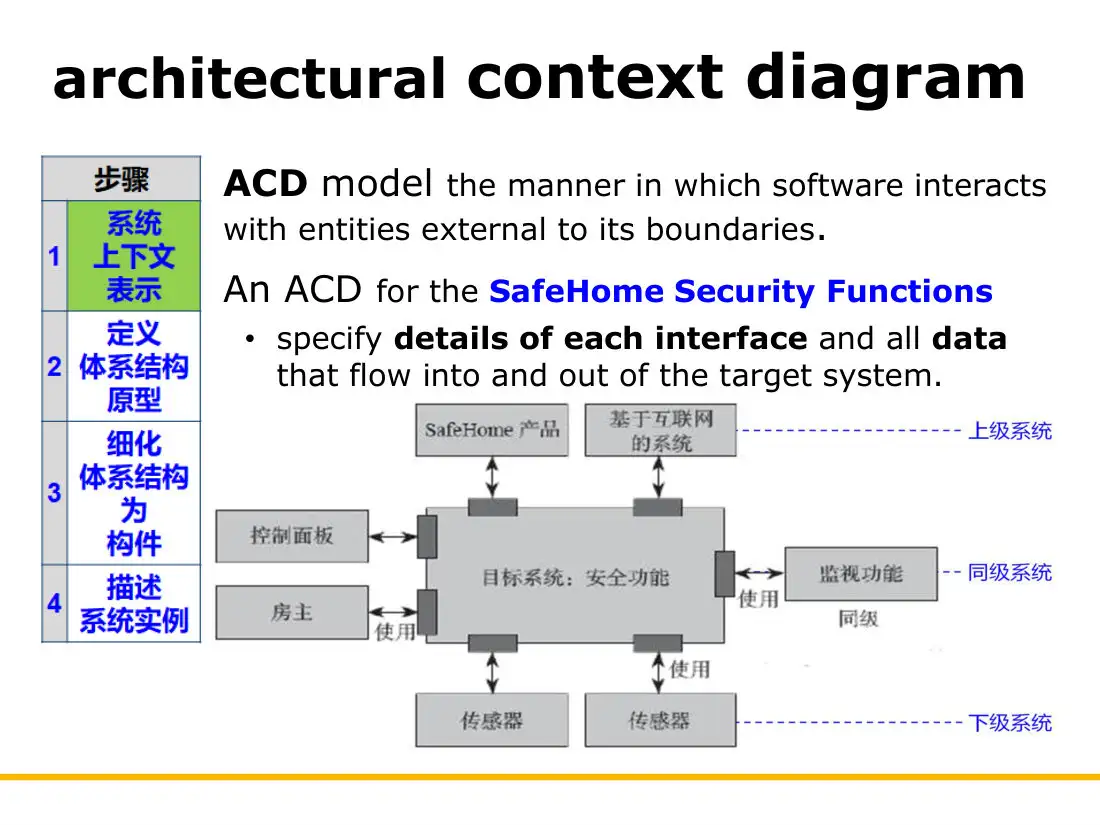 architectural context diagram
步骤
1
系统
上下文
表示
2
定义
体系结构
原型
3
细化
体系结构
为
构件
4
描述
系统实例
ACD model the manner in which software interacts
with entities external to its boundaries.
An ACD for the SafeHome Security Functions
• specify details of each interface and all data
that flow into and out of the target system.
SafeHome 产品
基于互联网
的系统
上级系统
控制面板
目标系统：安全功能
监视功能
同级系统
使用
同级
房主
使用
使用
传感器
传感器
下级系统